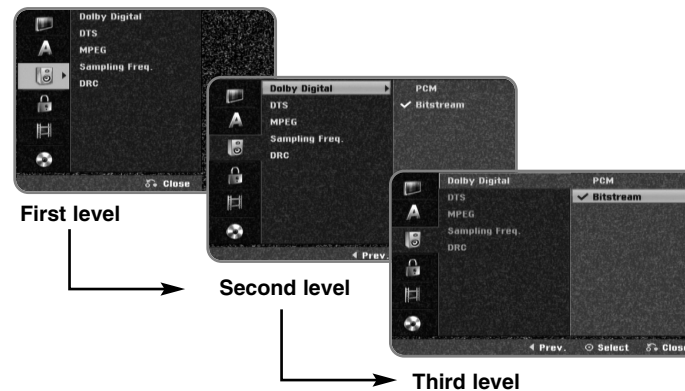 Dolby Digital
DTS
MPEG
Sampling Freq.
DRC
A
Close
First level
Dolby Digital
DTS
MPEG
Sampling Freq.
DRC
PCM
Bitstream
A
Prev.
Second level
Dolby Digital
DTS
MPEG
Sampling Freq.
DRC
PCM
Bitstream
A
Prev.
Select
Close
Third level